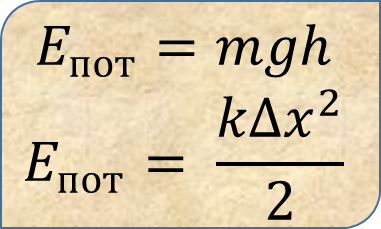 Eпот = mgh
Eпот = kΔx²/2